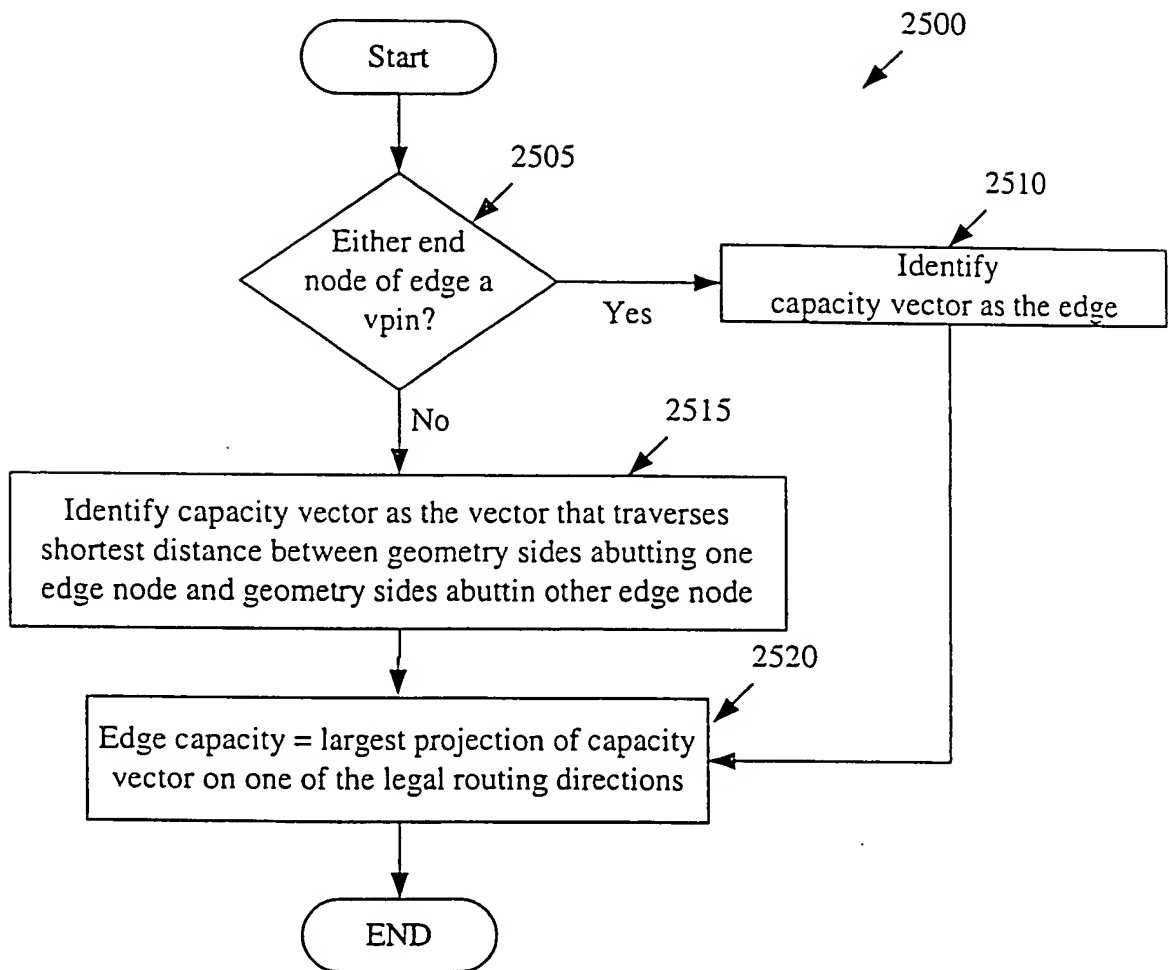 2500
Start
2505
Either end
node of edge a
vpin?
2510
Identify
capacity vector as the edge
Yes
No
2515
Identify capacity vector as the vector that traverses
shortest distance between geometry sides abutting one
edge node and geometry sides abuttin other edge node
2520
Edge capacity = largest projection of capacity
vector on one of the legal routing directions
END